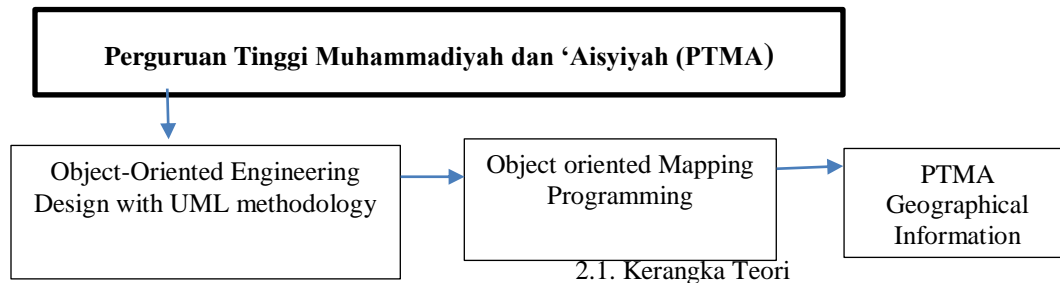 Perguruan Tinggi Muhammadiyah dan ‘Aisyiyah (PTMA)
Object-Oriented Engineering
Design with UML methodology
Object oriented Mapping
Programming
PTMA
Geographical
Information
2.1. Kerangka Teori